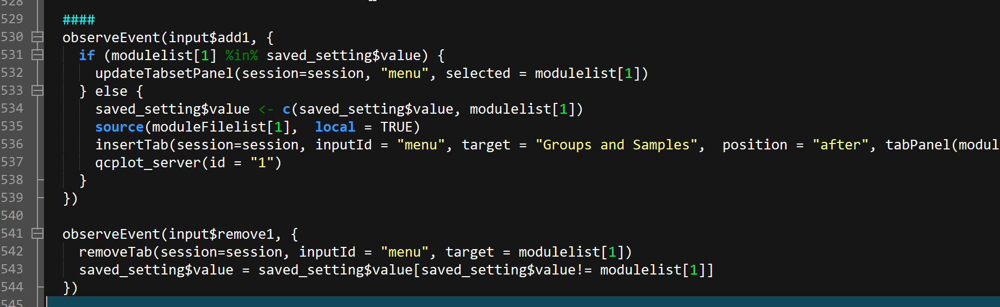 528
529 ####
530 observeEvent(input$add1, {
531 if (modulelist[1] %in% saved_setting$value) {
532 updateTabsetPanel(session=session, "menu", selected = modulelist[1])
533 } else {
534 saved_setting$value <- c(saved_setting$value, modulelist[1])
535 source(moduleFilelist[1],  local = TRUE)
536 insertTab(session=session, inputId = "menu", target = "Groups and Samples",  position = "after", tabPanel(modul
537 qcplot_server(id = "1")
538 }
539 })
540
541 observeEvent(input$remove1, {
542 removeTab(session=session, inputId = "menu", target = modulelist[1])
543 saved_setting$value = saved_setting$value[saved_setting$value!= modulelist[1]]
544 })
545